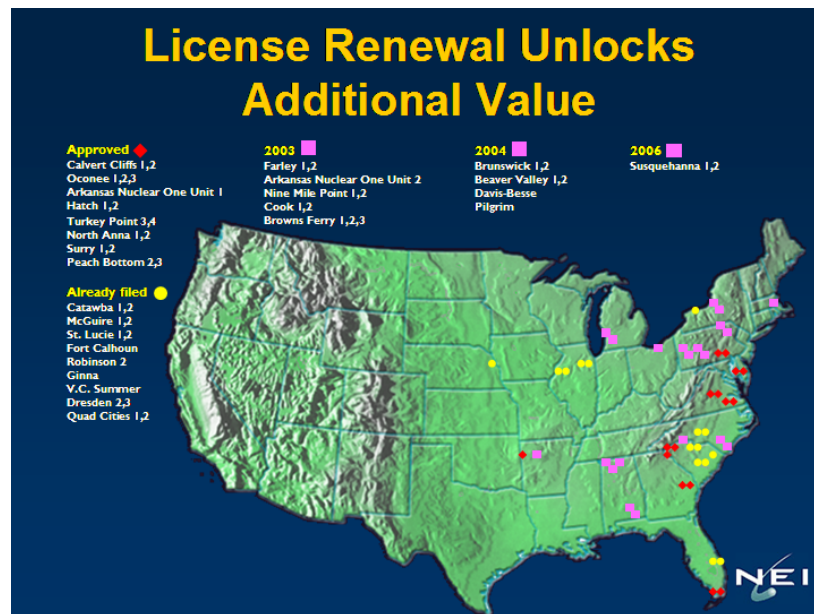 License Renewal Unlocks
Additional Value
Approved
Calvert Cliffs 1,2
Oconee 1,2,3
Arkansas Nuclear One Unit 1
Hatch 1,2
Turkey Point 3,4
North Anna 1,2
Surry 1,2
Peach Bottom 2,3
Already filed
Catawba 1,2
McGuire 1,2
St. Lucie 1,2
Fort Calhoun
Robinson 2
Ginna
V.C. Summer
Dresden 2,3
Quad Cities 1,2
2003
Farley 1,2
Arkansas Nuclear One Unit 2
Nine Mile Point 1,2
Cook 1,2
Browns Ferry 1,2,3
2004
Brunswick 1,2
Beaver Valley 1,2
Davis-Besse
Pilgrim
2006
Susquehanna 1,2
NEI